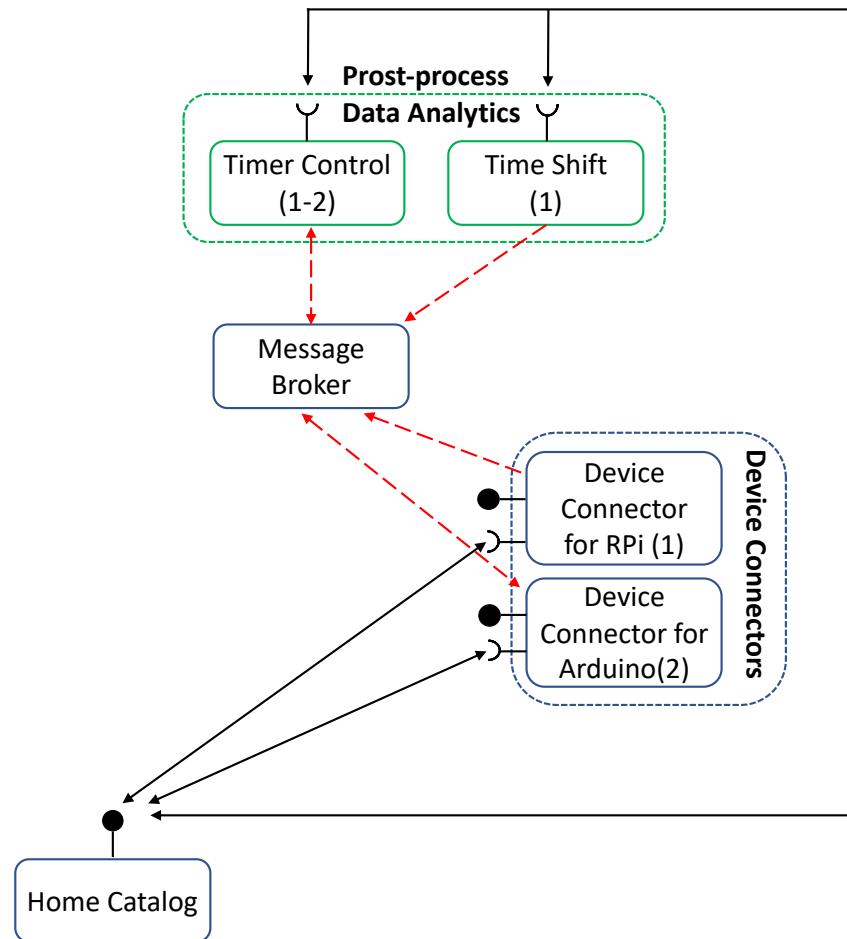 Prost-process
Data Analytics
Timer Control
(1-2)
Time Shift
(1)
Message
Broker
Device
Connector
for RPi (1)
Device
Connector for
Arduino(2)
Device Connectors
Home Catalog